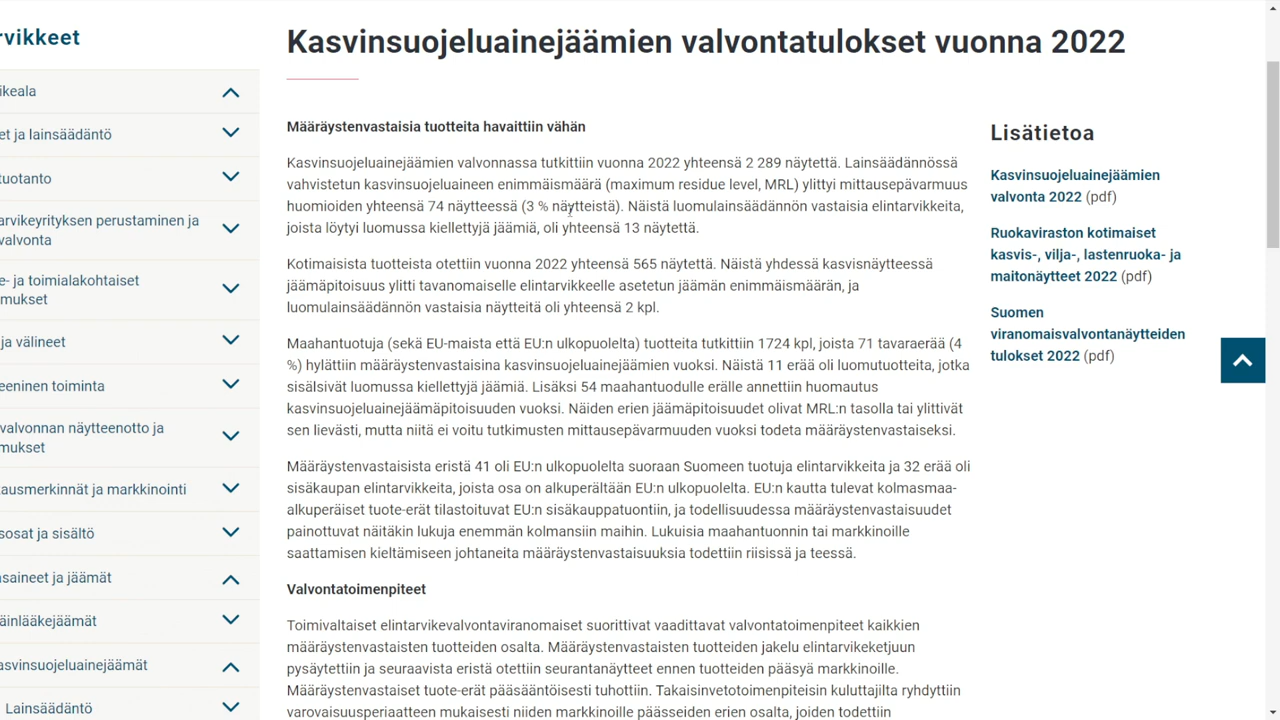 rvikkeet
ikeala
et ja lainsäädäntö
tuotanto
arvikeyrityksen perustaminen ja
valvonta
e- ja toimialakohtaiset
mukset
ja välineet
eeninen toiminta
valvonnan näytteenotto ja
mukset
ausmerkinnät ja markkinointi
sosat ja sisältö
saineet ja jäämät
äinlääkejäämät
asvinsuojeluainejäämät
Lainsäädäntö
Kasvinsuojeluainejäämien valvontatulokset vuonna 2022
Määräystenvastaisia tuotteita havaittiin vähän
Kasvinsuojeluainejäämien valvonnassa tutkittiin vuonna 2022 yhteensä 2 289 näytettä. Lainsäädännössä
vahvistetun kasvinsuojeluaineen enimmäismäärä (maximum residue level, MRL) ylittyi mittausepävarmuus
huomioiden yhteensä 74 näytteessä (3 % näytteistä). Näistä luomulainsäädännön vastaisia elintarvikkeita,
joista löytyi luomussa kiellettyjä jäämiä, oli yhteensä 13 näytettä.
Kotimaisista tuotteista otettiin vuonna 2022 yhteensä 565 näytettä. Näistä yhdessä kasvisnäytteessä
jäämäpitoisuus ylitti tavanomaiselle elintarvikkeelle asetetun jäämän enimmäismäärän, ja
luomulainsäädännön vastaisia näytteitä oli yhteensä 2 kpl.
Maahantuotuja (sekä EU-maista että EU:n ulkopuolelta) tuotteita tutkittiin 1724 kpl, joista 71 tavaraerää (4
%) hylättiin määräystenvastaisina kasvinsuojeluainejäämien vuoksi. Näistä 11 erää oli luomutuotteita, jotka
sisälsivät luomussa kiellettyjä jäämiä. Lisäksi 54 maahantuodulle erälle annettiin huomautus
kasvinsuojeluainejäämäpitoisuuden vuoksi. Näiden erien jäämäpitoisuudet olivat MRL:n tasolla tai ylittivät
sen lievästi, mutta niitä ei voitu tutkimusten mittausepävarmuuden vuoksi todeta määräystenvastaiseksi.
Määräystenvastaisista eristä 41 oli EU:n ulkopuolelta suoraan Suomeen tuotuja elintarvikkeita ja 32 erää oli
sisäkaupan elintarvikkeita, joista osa on alkuperältään EU:n ulkopuolelta. EU:n kautta tulevat kolmasmaa-
alkuperäiset tuote-erät tilastoituvat EU:n sisäkauppatuontiin, ja todellisuudessa määräystenvastaisuudet
painottuvat näitäkin lukuja enemmän kolmansiin maihin. Lukuisia maahantuonnin tai markkinoille
saattamisen kieltämiseen johtaneita määräystenvastaisuuksia todettiin riisissä ja teessä.
Valvontatoimenpiteet
Toimivaltaiset elintarvikevalvontaviranomaiset suorittivat vaadittavat valvontatoimenpiteet kaikkien
määräystenvastaisten tuotteiden osalta. Määräystenvastaisten tuotteiden jakelu elintarvikeketjuun
pysäytettiin ja seuraavista eristä otettiin seurantanäytteet ennen tuotteiden pääsyä markkinoille.
Määräystenvastaiset tuote-erät pääsääntöisesti tuhottiin. Takaisinvetotoimenpiteisin kuluttajilta ryhdyttiin
varovaisuusperiaatteen mukaisesti niiden markkinoille päässeiden erien osalta, joiden todettiin
Lisätietoa
Kasvinsuojeluainejäämien
valvonta 2022 (pdf)
Ruokaviraston kotimaiset
kasvis-, vilja-, lastenruoka- ja
maitonäytteet 2022 (pdf)
Suomen
viranomaisvalvontanäytteiden
tulokset 2022 (pdf)